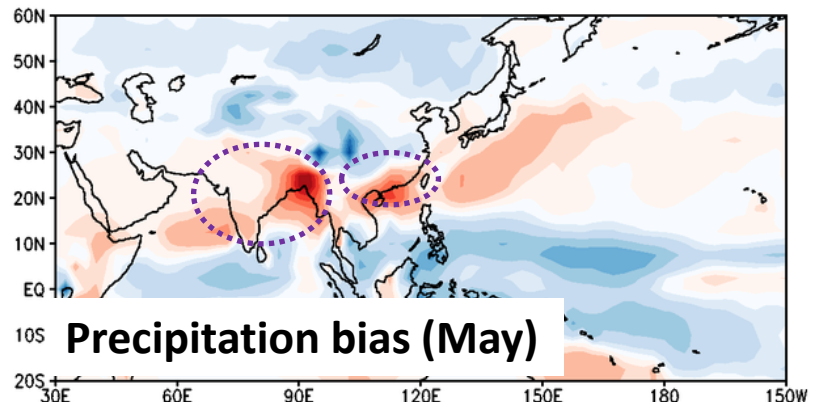 60N
50N
40N
30N
20N
10N
EQ
10S
20S
Precipitation bias (May)
30E 60E 90E 120E 150E 180 150W